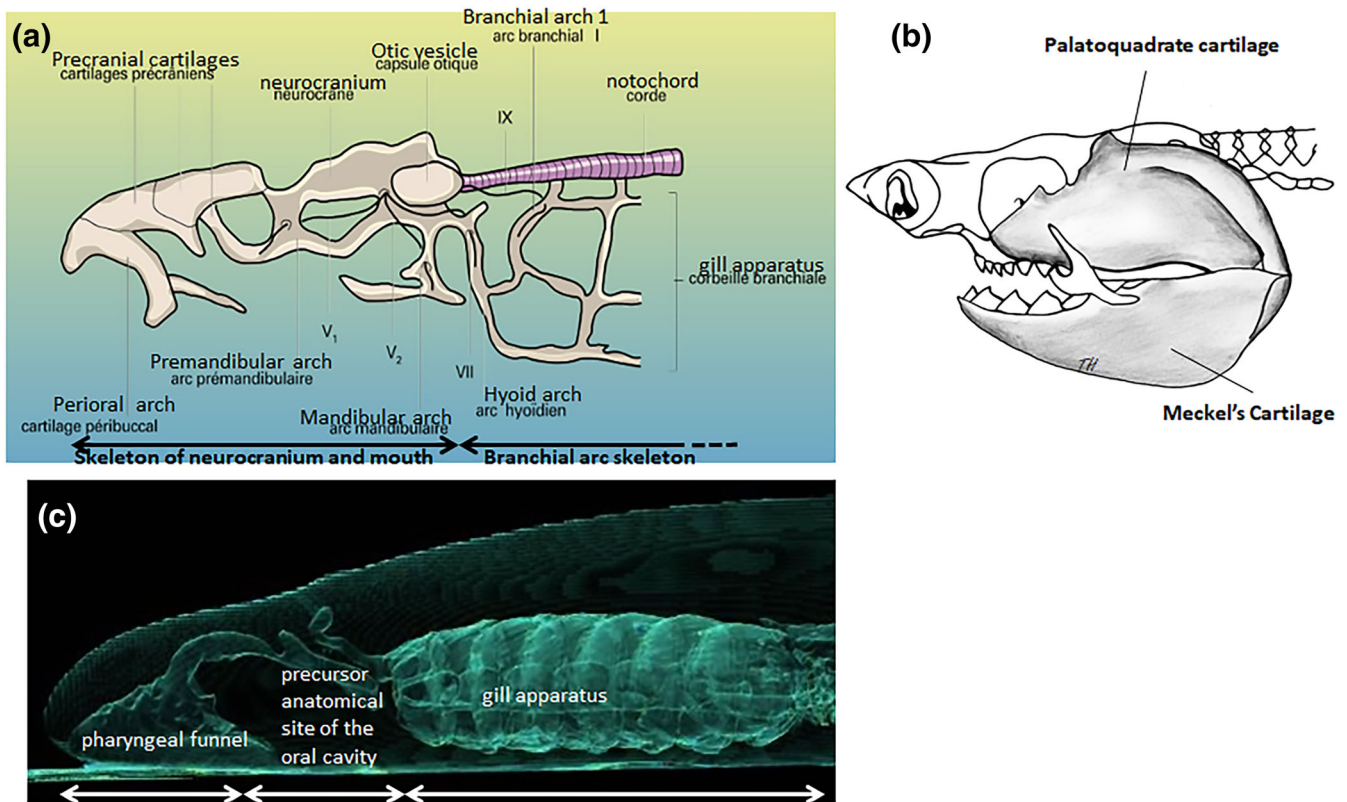 (a)
Precranial cartilages
cartilages précrâniens
neurocranium
neurocrâne
Otic vesicle
capsule otique
Branchial arch 1
arc branchial I
notochord
corde
IX
gill apparatus
corbeille branchiale
V1
V2
VII
Premandibular arch
arc prémandibulaire
Perioral arch
cartilage péribuccal
Mandibular arch
arc mandibulaire
Hyoid arch
arc hyoïdien
Skeleton of neurocranium and mouth
Branchial arc skeleton
(b)
Palatoquadrate cartilage
TH
Meckel's Cartilage
(c)
pharyngeal funnel
precursor
anatomical
site of the
oral cavity
gill apparatus